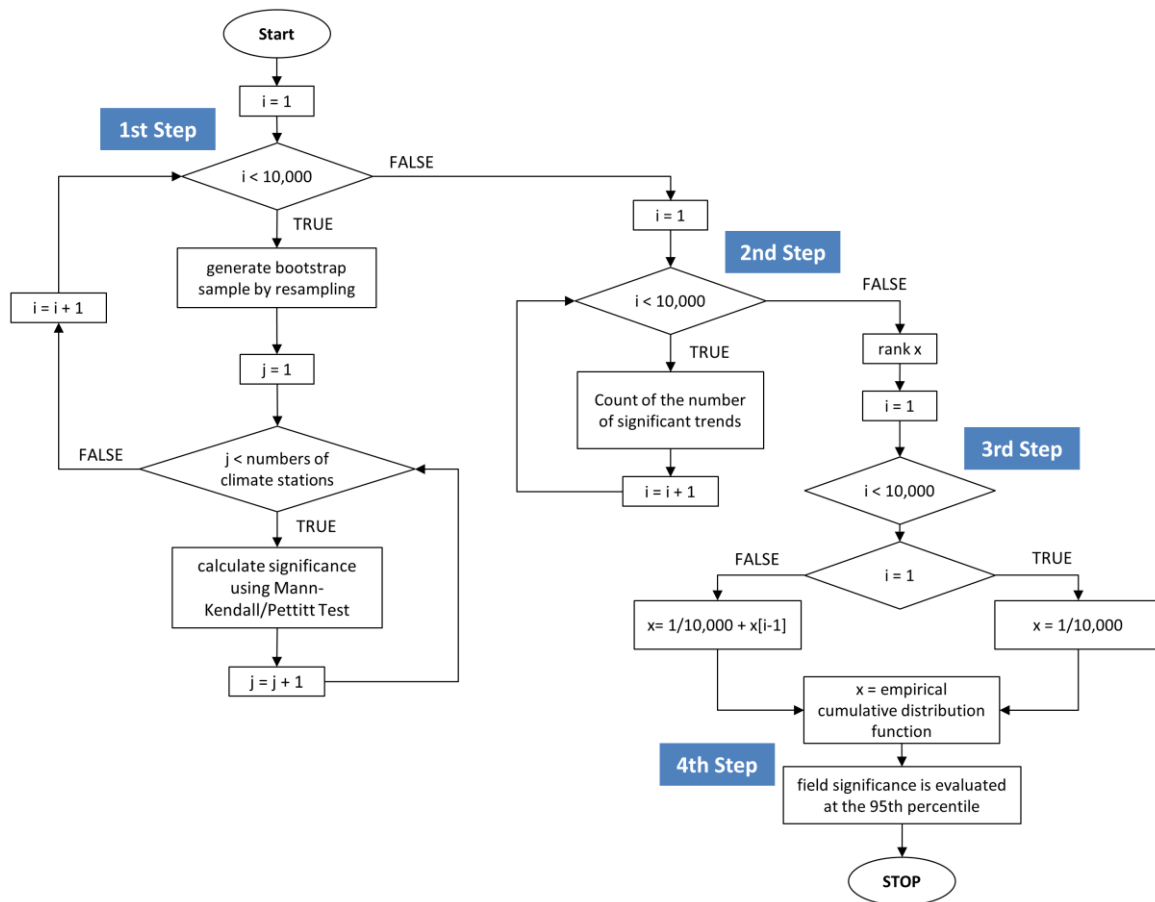 Start
i = 1
1st Step
i < 10,000
FALSE
TRUE
generate bootstrap
sample by resampling
i = i + 1
j = 1
j < numbers of
climate stations
FALSE
TRUE
calculate significance
using Mann-
Kendall/Pettitt Test
j = j + 1
i = 1
2nd Step
i < 10,000
FALSE
TRUE
Count of the number
of significant trends
i = i + 1
rank x
i = 1
3rd Step
i < 10,000
i = 1
FALSE
TRUE
x= 1/10,000 + x[i-1]
x = 1/10,000
x = empirical
cumulative distribution
function
4th Step
field significance is evaluated
at the 95th percentile
STOP